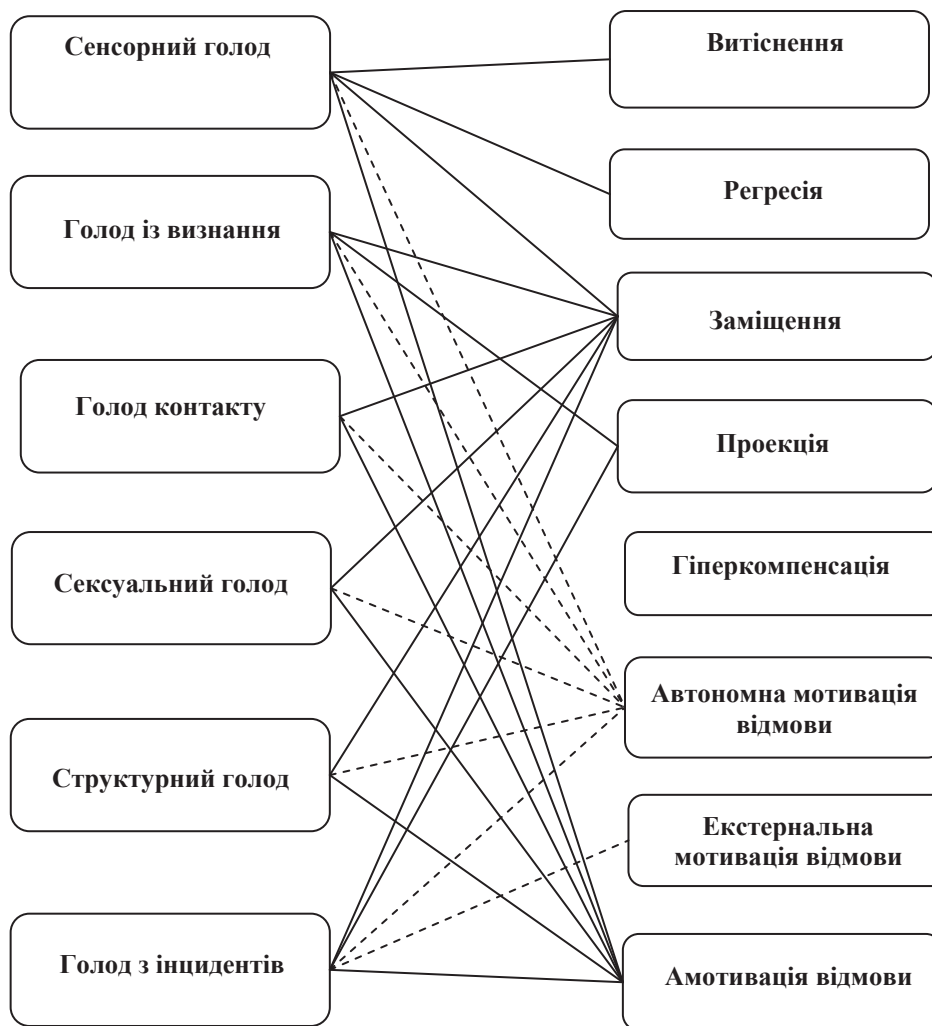 Сенсорний голод
Голод із визнання
Голод контакту
Сексуальний голод
Структурний голод
Голод з інцидентів
Витіснення
Регресія
Заміщення
Проекція
Гіперкомпенсація
Автономна мотивація
відмови
Екстернальна
мотивація відмови
Амотивація відмови